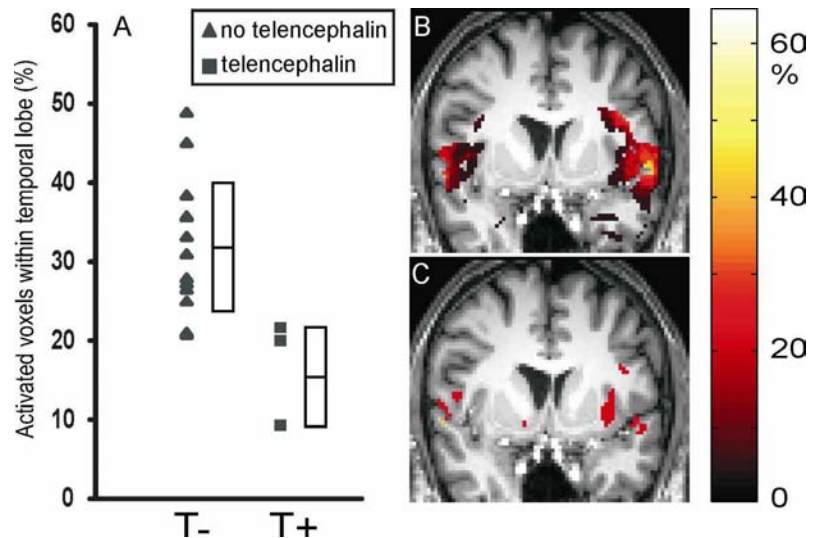 A
no telencephalin
telencephalin
Activated voxels within temporal lobe (%)
60
50
40
30
20
10
0
T-
T+
B
C
60
%
40
20
0